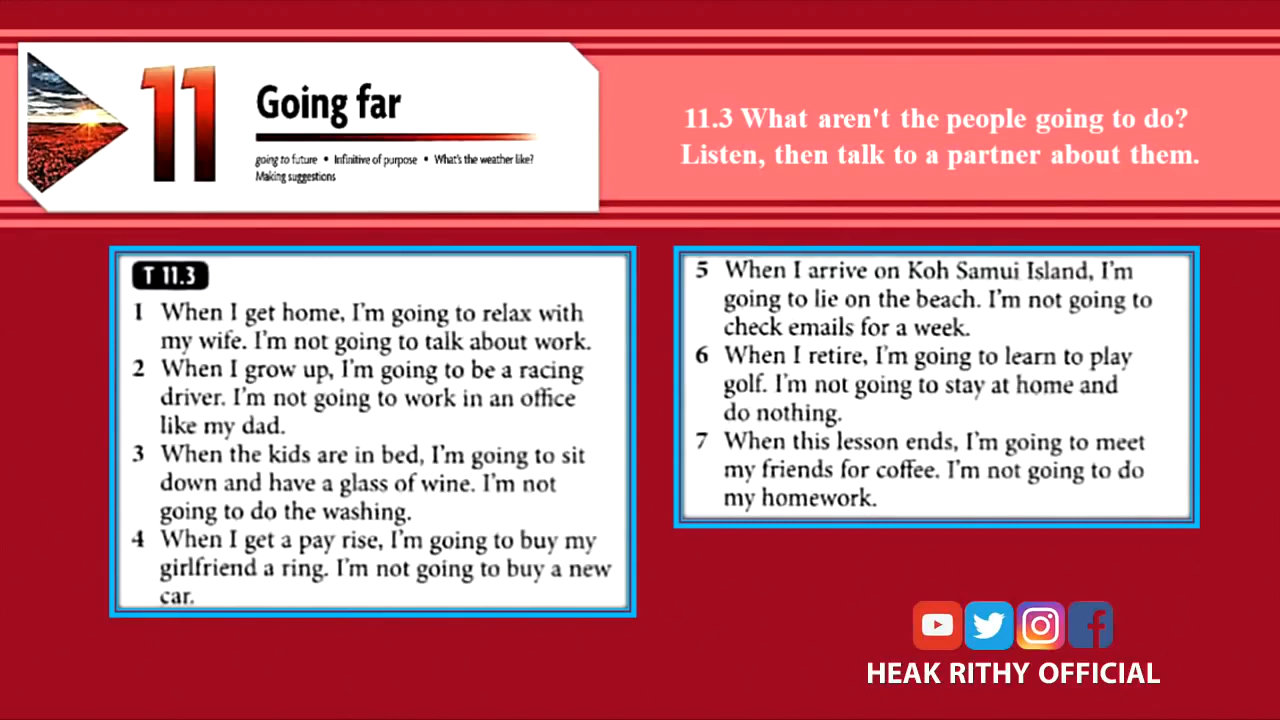 11
Going far
going to future • Infinitive of purpose • What's the weather like?
Making suggestions
11.3 What aren't the people going to do?
Listen, then talk to a partner about them.
T 11.3
1 When I get home, I'm going to relax with
my wife. I'm not going to talk about work.
2 When I grow up, I'm going to be a racing
driver. I'm not going to work in an office
like my dad.
3 When the kids are in bed, I'm going to sit
down and have a glass of wine. I'm not
going to do the washing.
4 When I get a pay rise, I'm going to buy my
girlfriend a ring. I'm not going to buy a new
car.
5 When I arrive on Koh Samui Island, I'm
going to lie on the beach. I'm not going to
check emails for a week.
6 When I retire, I'm going to learn to play
golf. I'm not going to stay at home and
do nothing.
7 When this lesson ends, I'm going to meet
my friends for coffee. I'm not going to do
my homework.
HEAK RITHY OFFICIAL